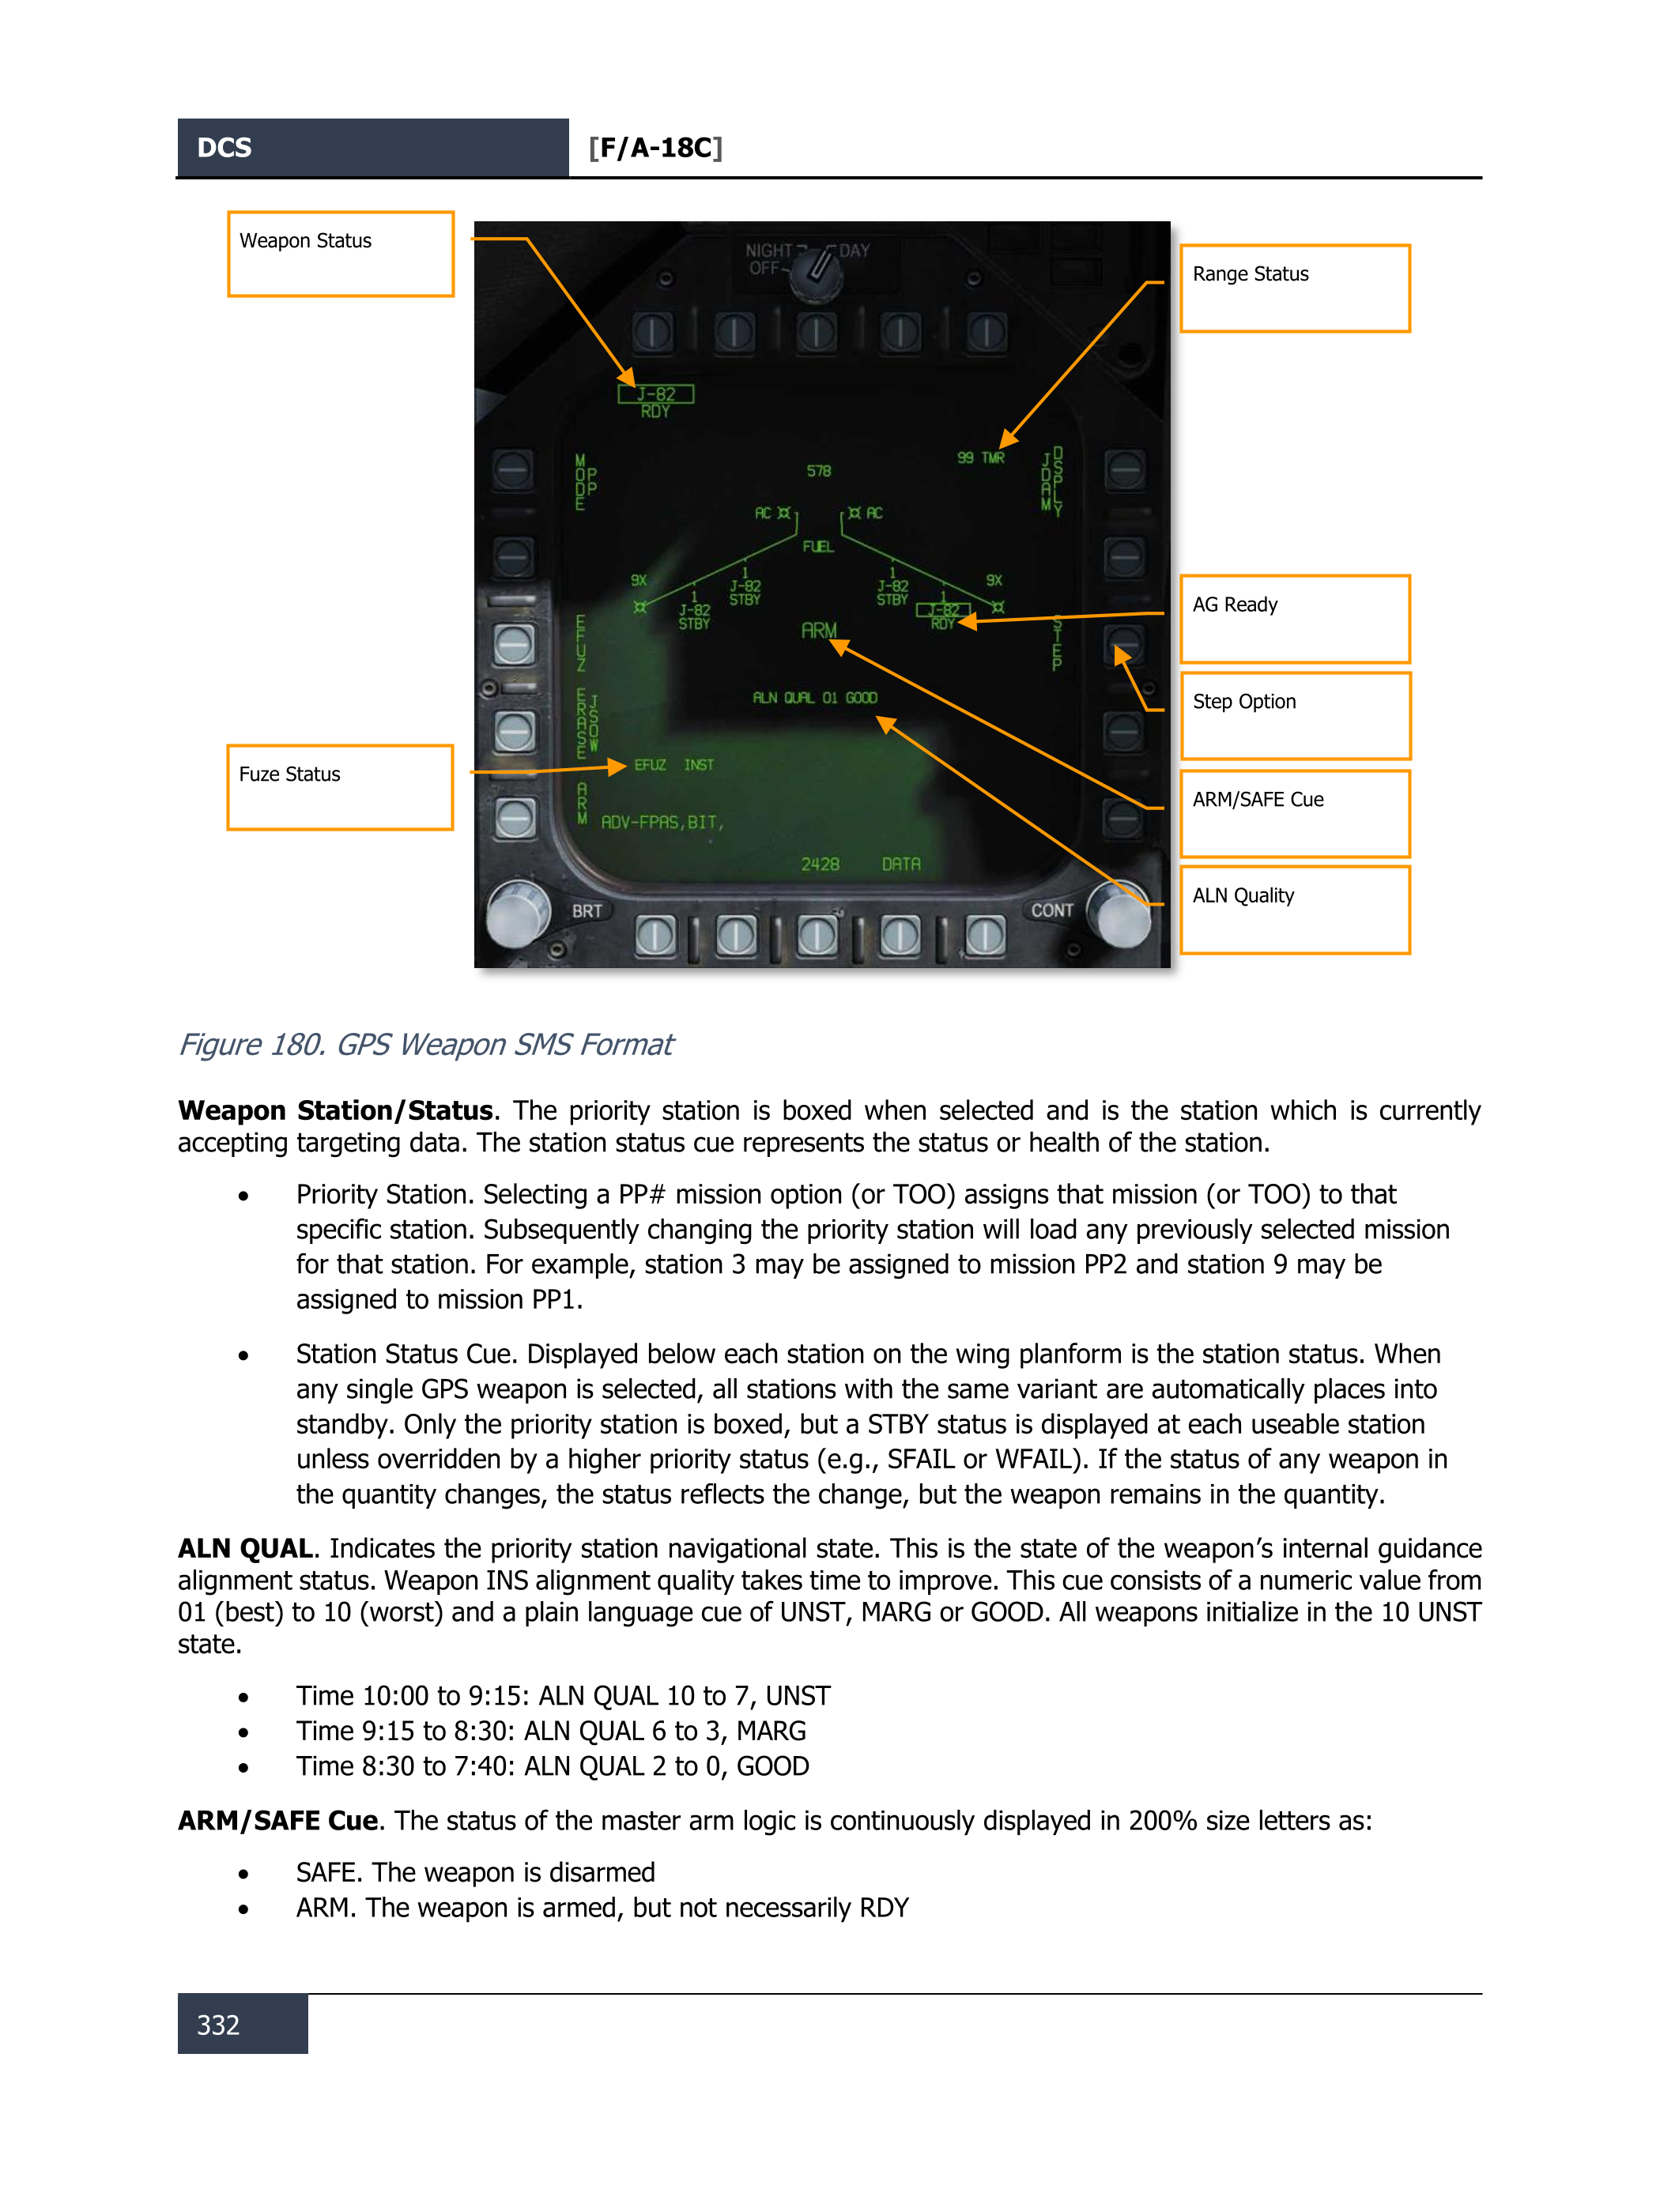 DCS
[F/A-18C]
Weapon Status
Range Status
NIGHT DAY
OFF
J-82
RDY
MODE
PP
578
99 TMR
JDAM
DSPLY
AC
AC
FUEL
9X
9X
1
J-82
STBY
1
J-82
STBY
1
J-82
STBY
1
J-82
RDY
EFUZ
ARM
STEP
AG Ready
Step Option
ALN QUAL 01 GOOD
ERASE
JSOW
EFUZ INST
Fuze Status
ARM/SAFE Cue
ARM
ADV-FPAS,BIT,
2428
DATA
BRT
CONT
ALN Quality
Figure 180. GPS Weapon SMS Format
Weapon Station/Status. The priority station is boxed when selected and is the station which is currently
accepting targeting data. The station status cue represents the status or health of the station.
• Priority Station. Selecting a PP# mission option (or TOO) assigns that mission (or TOO) to that
specific station. Subsequently changing the priority station will load any previously selected mission
for that station. For example, station 3 may be assigned to mission PP2 and station 9 may be
assigned to mission PP1.
• Station Status Cue. Displayed below each station on the wing planform is the station status. When
any single GPS weapon is selected, all stations with the same variant are automatically places into
standby. Only the priority station is boxed, but a STBY status is displayed at each useable station
unless overridden by a higher priority status (e.g., SFAIL or WFAIL). If the status of any weapon in
the quantity changes, the status reflects the change, but the weapon remains in the quantity.
ALN QUAL. Indicates the priority station navigational state. This is the state of the weapon’s internal guidance
alignment status. Weapon INS alignment quality takes time to improve. This cue consists of a numeric value from
01 (best) to 10 (worst) and a plain language cue of UNST, MARG or GOOD. All weapons initialize in the 10 UNST
state.
• Time 10:00 to 9:15: ALN QUAL 10 to 7, UNST
• Time 9:15 to 8:30: ALN QUAL 6 to 3, MARG
• Time 8:30 to 7:40: ALN QUAL 2 to 0, GOOD
ARM/SAFE Cue. The status of the master arm logic is continuously displayed in 200% size letters as:
• SAFE. The weapon is disarmed
• ARM. The weapon is armed, but not necessarily RDY
332